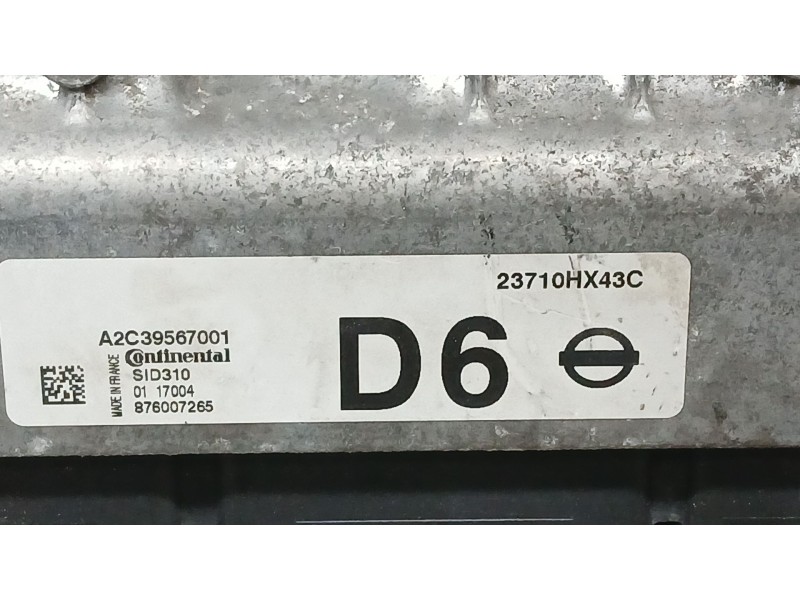 23710HX43C
A2C39567001
Continental
SID310
01 17004
876007265
MADE IN FRANCE
D6